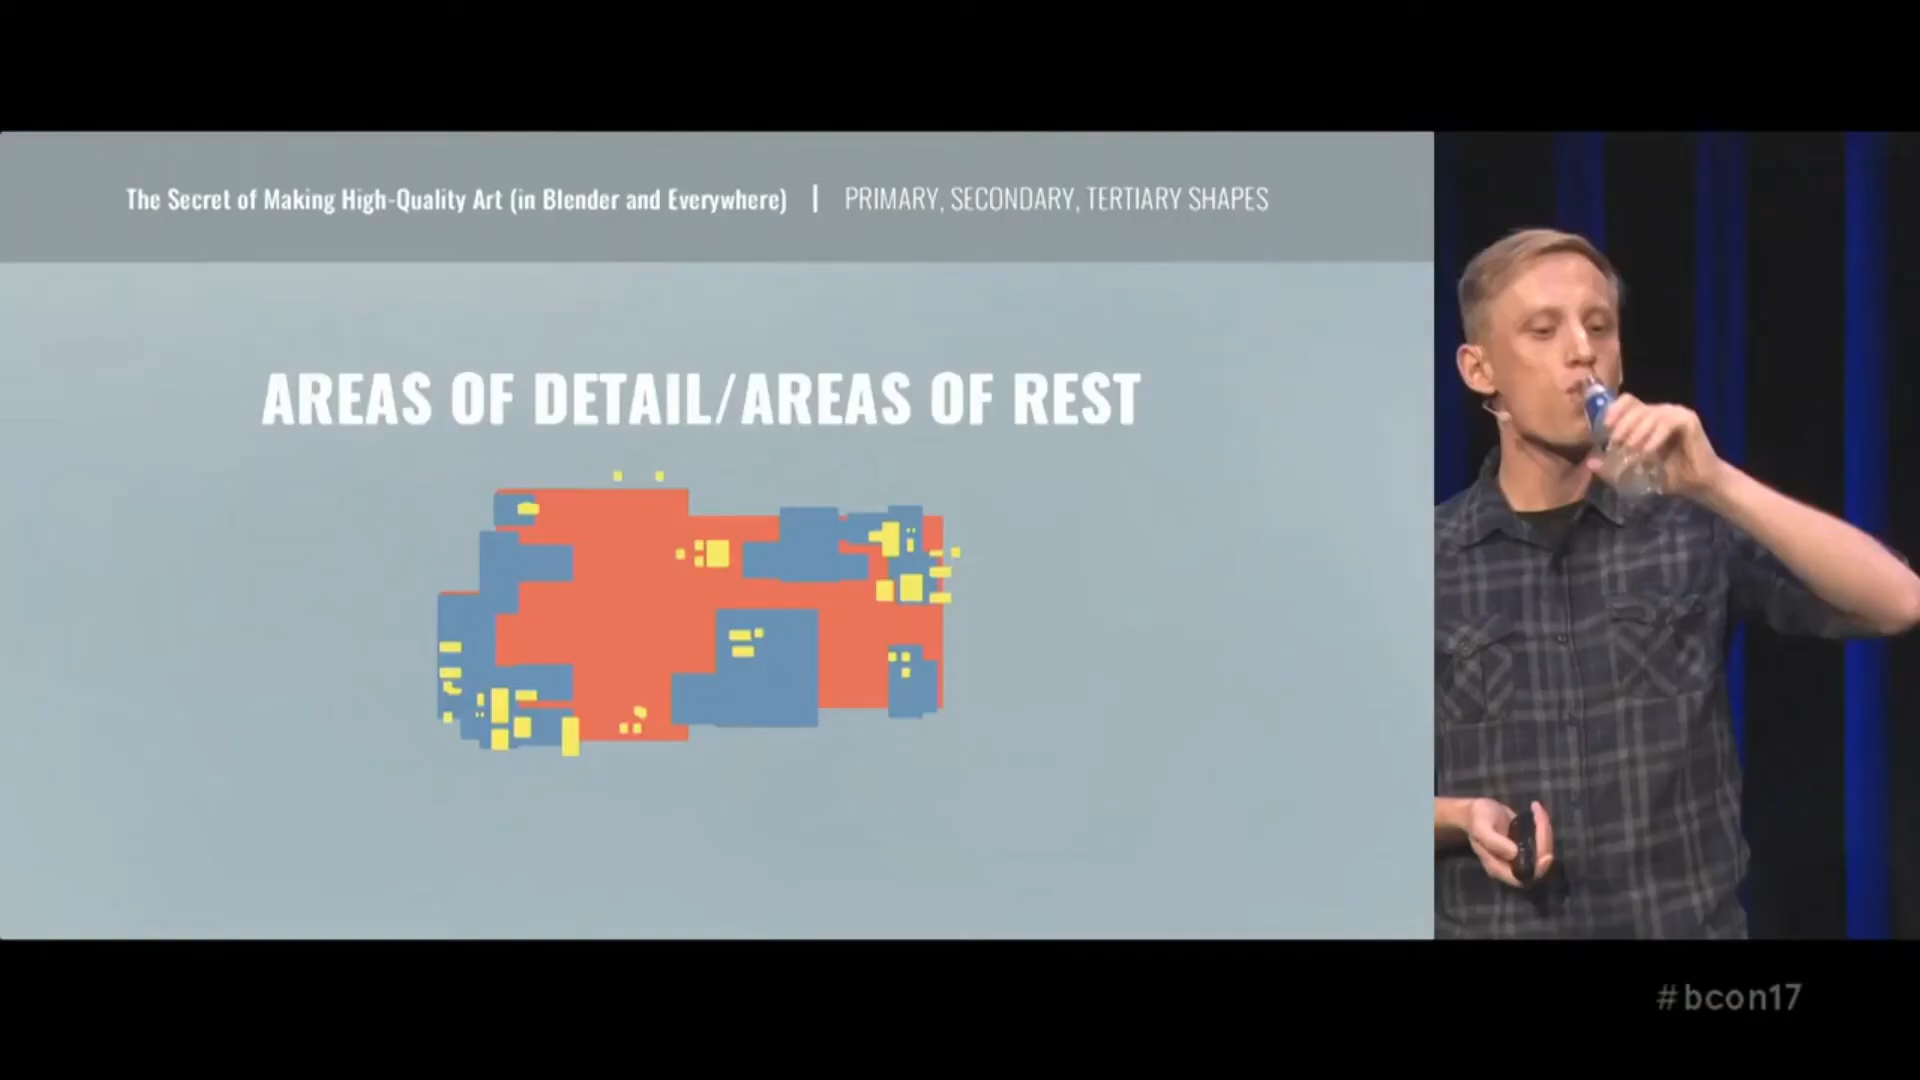 The Secret of Making High-Quality Art (in Blender and Everywhere) | PRIMARY, SECONDARY, TERTIARY SHAPES
AREAS OF DETAIL/AREAS OF REST
#bcon17